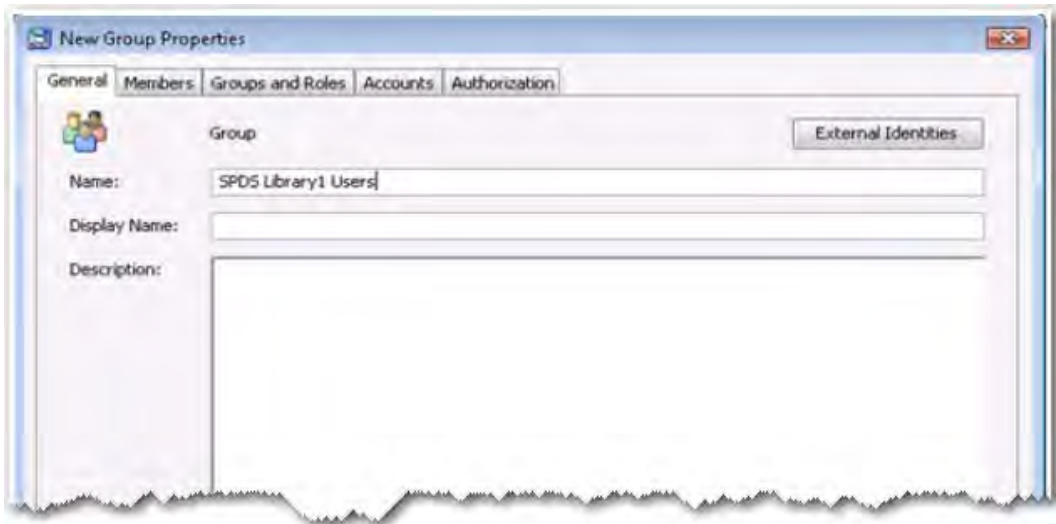 New Group Properties
General Members Groups and Roles Accounts Authorization
Group External Identities
Name: SPDS Library1 Users
Display Name:
Description: